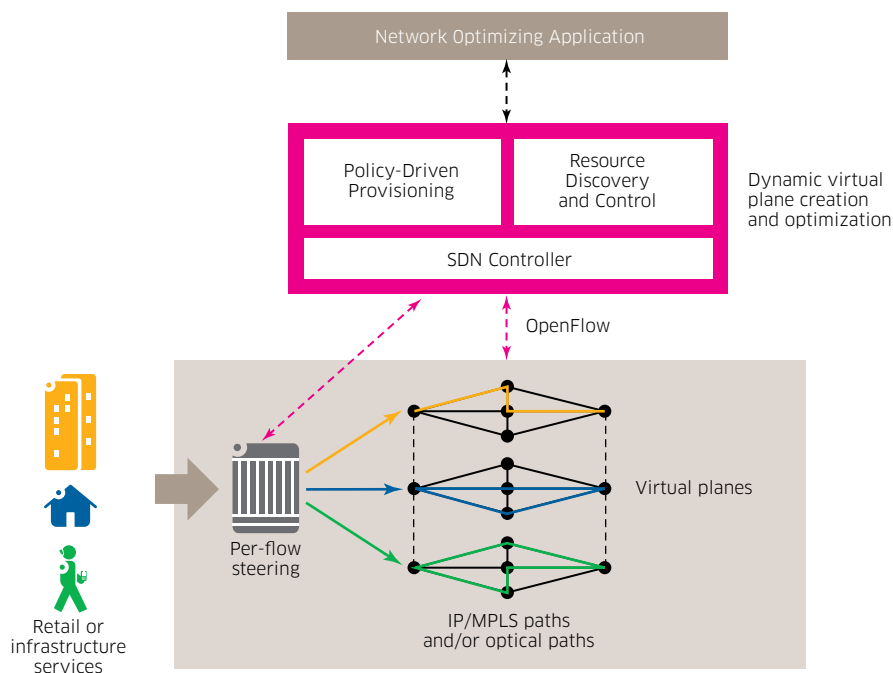 Network Optimizing Application
Policy-Driven
Provisioning
Resource
Discovery
and Control
Dynamic virtual
plane creation
and optimization
SDN Controller
OpenFlow
Virtual planes
Per-flow
steering
IP/MPLS paths
and/or optical paths
Retail or
infrastructure
services